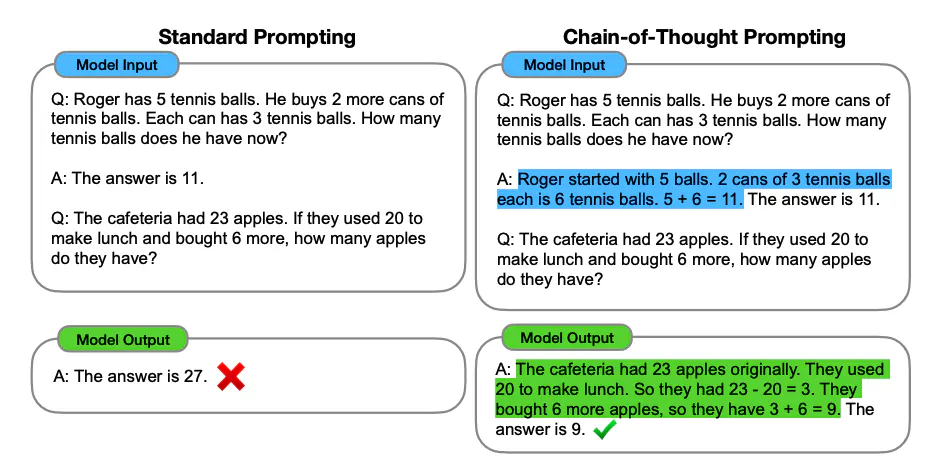 Standard Prompting
Model Input
Q: Roger has 5 tennis balls. He buys 2 more cans of
tennis balls. Each can has 3 tennis balls. How many
tennis balls does he have now?
A: The answer is 11.
Q: The cafeteria had 23 apples. If they used 20 to
make lunch and bought 6 more, how many apples
do they have?
Model Output
A: The answer is 27.
Chain-of-Thought Prompting
Model Input
Q: Roger has 5 tennis balls. He buys 2 more cans of
tennis balls. Each can has 3 tennis balls. How many
tennis balls does he have now?
A: Roger started with 5 balls. 2 cans of 3 tennis balls
each is 6 tennis balls. 5 + 6 = 11. The answer is 11.
Q: The cafeteria had 23 apples. If they used 20 to
make lunch and bought 6 more, how many apples
do they have?
Model Output
A: The cafeteria had 23 apples originally. They used
20 to make lunch. So they had 23 - 20 = 3. They
bought 6 more apples, so they have 3 + 6 = 9. The
answer is 9.